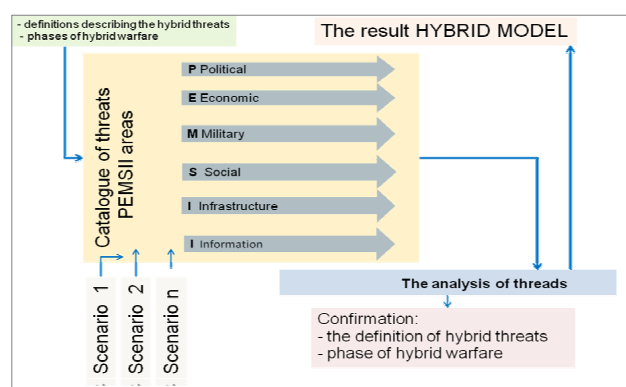 - definitions describing the hybrid threats
- phases of hybrid warfare
The result HYBRID MODEL
Catalogue of threats
PEMSII areas
P Political
E Economic
M Military
S Social
I Infrastructure
I Information
Scenario 1
Scenario 2
Scenario n
The analysis of threads
Confirmation:
- the definition of hybrid threats
- phase of hybrid warfare